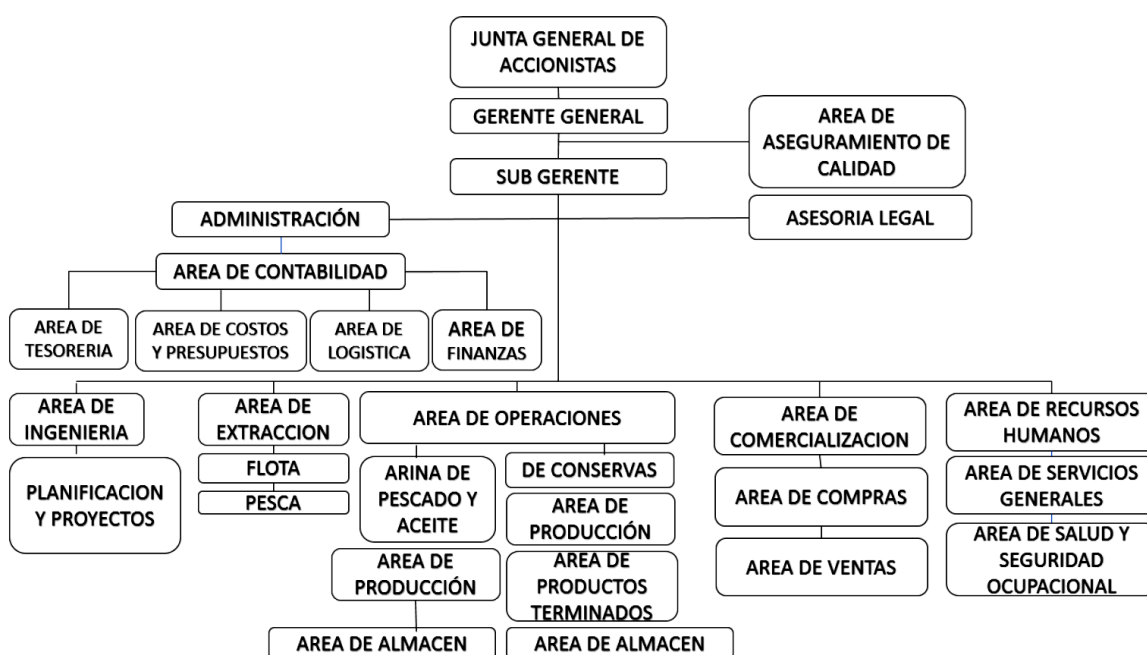 JUNTA GENERAL DE
ACCIONISTAS
GERENTE GENERAL
AREA DE
ASEGURAMIENTO DE
CALIDAD
SUB GERENTE
ADMINISTRACIÓN
ASESORIA LEGAL
AREA DE CONTABILIDAD
AREA DE
TESORERIA
AREA DE COSTOS
Y PRESUPUESTOS
AREA DE
LOGISTICA
AREA DE
FINANZAS
AREA DE
INGENIERIA
PLANIFICACION
Y PROYECTOS
AREA DE
EXTRACCION
FLOTA
PESCA
AREA DE OPERACIONES
ARINA DE
PESCADO Y
ACEITE
AREA DE
PRODUCCIÓN
AREA DE ALMACEN
DE CONSERVAS
AREA DE
PRODUCCIÓN
AREA DE
PRODUCTOS
TERMINADOS
AREA DE ALMACEN
AREA DE
COMERCIALIZACION
AREA DE COMPRAS
AREA DE VENTAS
AREA DE RECURSOS
HUMANOS
AREA DE SERVICIOS
GENERALES
AREA DE SALUD Y
SEGURIDAD
OCUPACIONAL